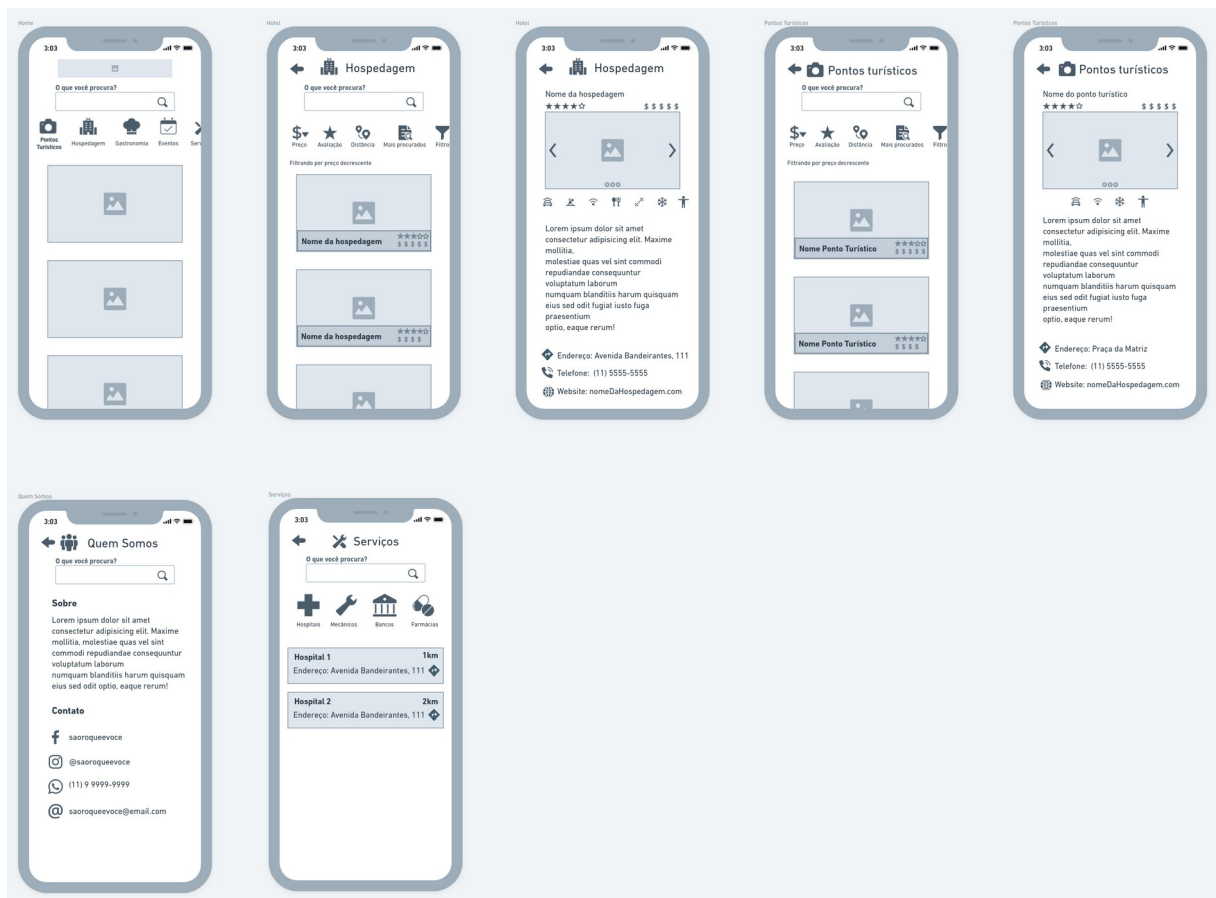 Home
3:03
O que você procura?
Pontos
Turísticos
Hospedagem
Gastronomia
Eventos
Ser
Hotel
3:03
Hospedagem
O que você procura?
$
Preço
Avaliação
Distância
Mais procurados
Filtro
Filtrando por preço decrescente
Nome da hospedagem
$ $ $ $ $
Nome da hospedagem
$ $ $ $
Hotel
3:03
Hospedagem
Nome da hospedagem
$ $ $ $ $
Lorem ipsum dolor sit amet
consectetur adipisicing elit. Maxime
mollitia,
molestiae quas vel sint commodi
repudiandae consequuntur
voluptatum laborum
numquam blanditiis harum quisquam
eius sed odit fugiat iusto fuga
praesentium
optio, eaque rerum!
Endereço: Avenida Bandeirantes, 111
Telefone: (11) 5555-5555
Website: nomeDaHospedagem.com
Pontos Turísticos
3:03
Pontos turísticos
O que você procura?
$
Preço
Avaliação
Distância
Mais procurados
Filtro
Filtrando por preço decrescente
Nome Ponto Turístico
$ $ $ $ $
Nome Ponto Turístico
$ $ $ $
Pontos Turísticos
3:03
Pontos turísticos
Nome do ponto turístico
$ $ $ $ $
Lorem ipsum dolor sit amet
consectetur adipisicing elit. Maxime
mollitia,
molestiae quas vel sint commodi
repudiandae consequuntur
voluptatum laborum
numquam blanditiis harum quisquam
eius sed odit fugiat iusto fuga
praesentium
optio, eaque rerum!
Endereço: Praça da Matriz
Telefone: (11) 5555-5555
Website: nomeDaHospedagem.com
Quem Somos
3:03
Quem Somos
O que você procura?
Sobre
Lorem ipsum dolor sit amet
consectetur adipisicing elit. Maxime
mollitia, molestiae quas vel sint
commodi repudiandae consequuntur
voluptatum laborum
numquam blanditiis harum quisquam
eius sed odit optio, eaque rerum!
Contato
saoroqueevoce
@saoroqueevoce
(11) 9 9999-9999
saoroqueevoce@email.com
Serviços
3:03
Serviços
O que você procura?
Hospitais
Mecânicos
Bancos
Farmácias
Hospital 1 1km
Endereço: Avenida Bandeirantes, 111
Hospital 2 2km
Endereço: Avenida Bandeirantes, 111